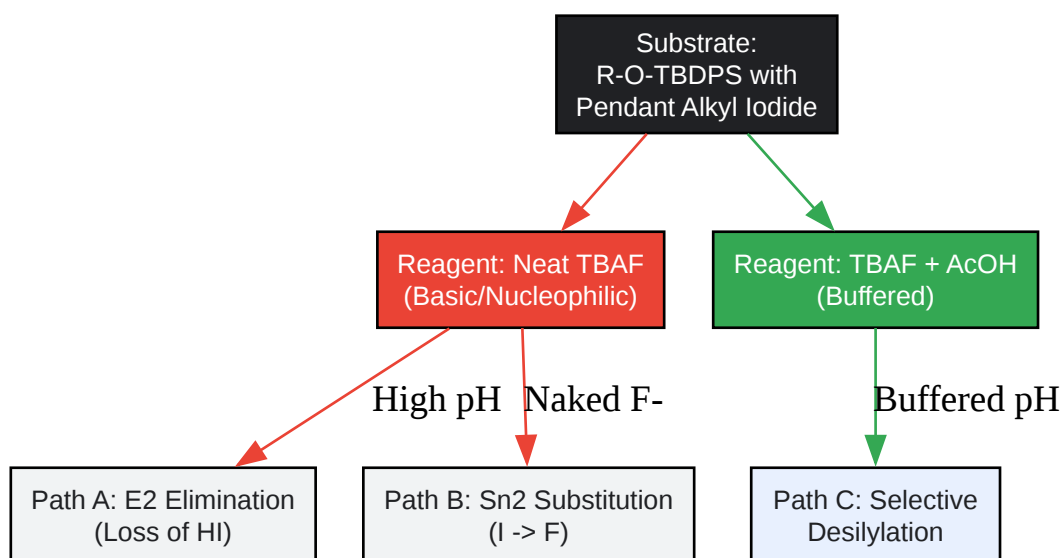 Substrate:
R-O-TBDPS with
Pendant Alkyl Iodide
Reagent: Neat TBAF
(Basic/Nucleophilic)
Reagent: TBAF + AcOH
(Buffered)
High pH
Naked F-
Buffered pH
Path A: E2 Elimination
(Loss of HI)
Path B: Sn2 Substitution
(I -> F)
Path C: Selective
Desilylation